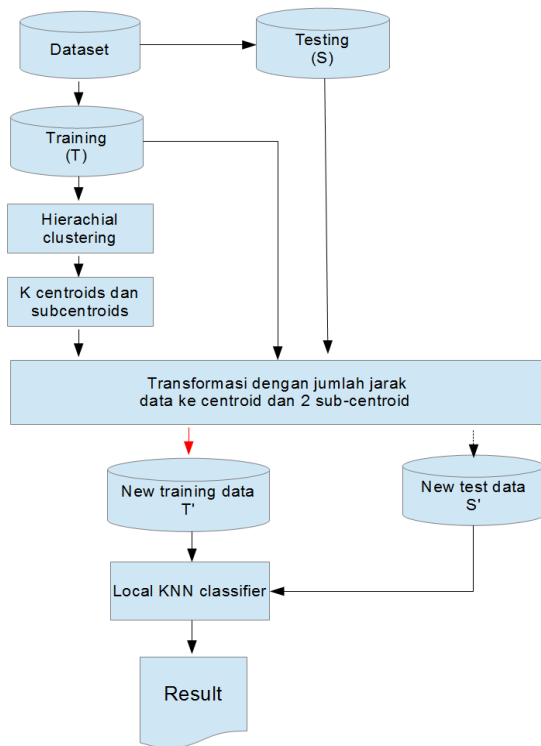 Dataset
Testing
(S)
Training
(T)
Hierachial
clustering
K centroids dan
subcentroids
Transformasi dengan jumlah jarak
data ke centroid dan 2 sub-centroid
New training data
T'
New test data
S'
Local KNN classifier
Result